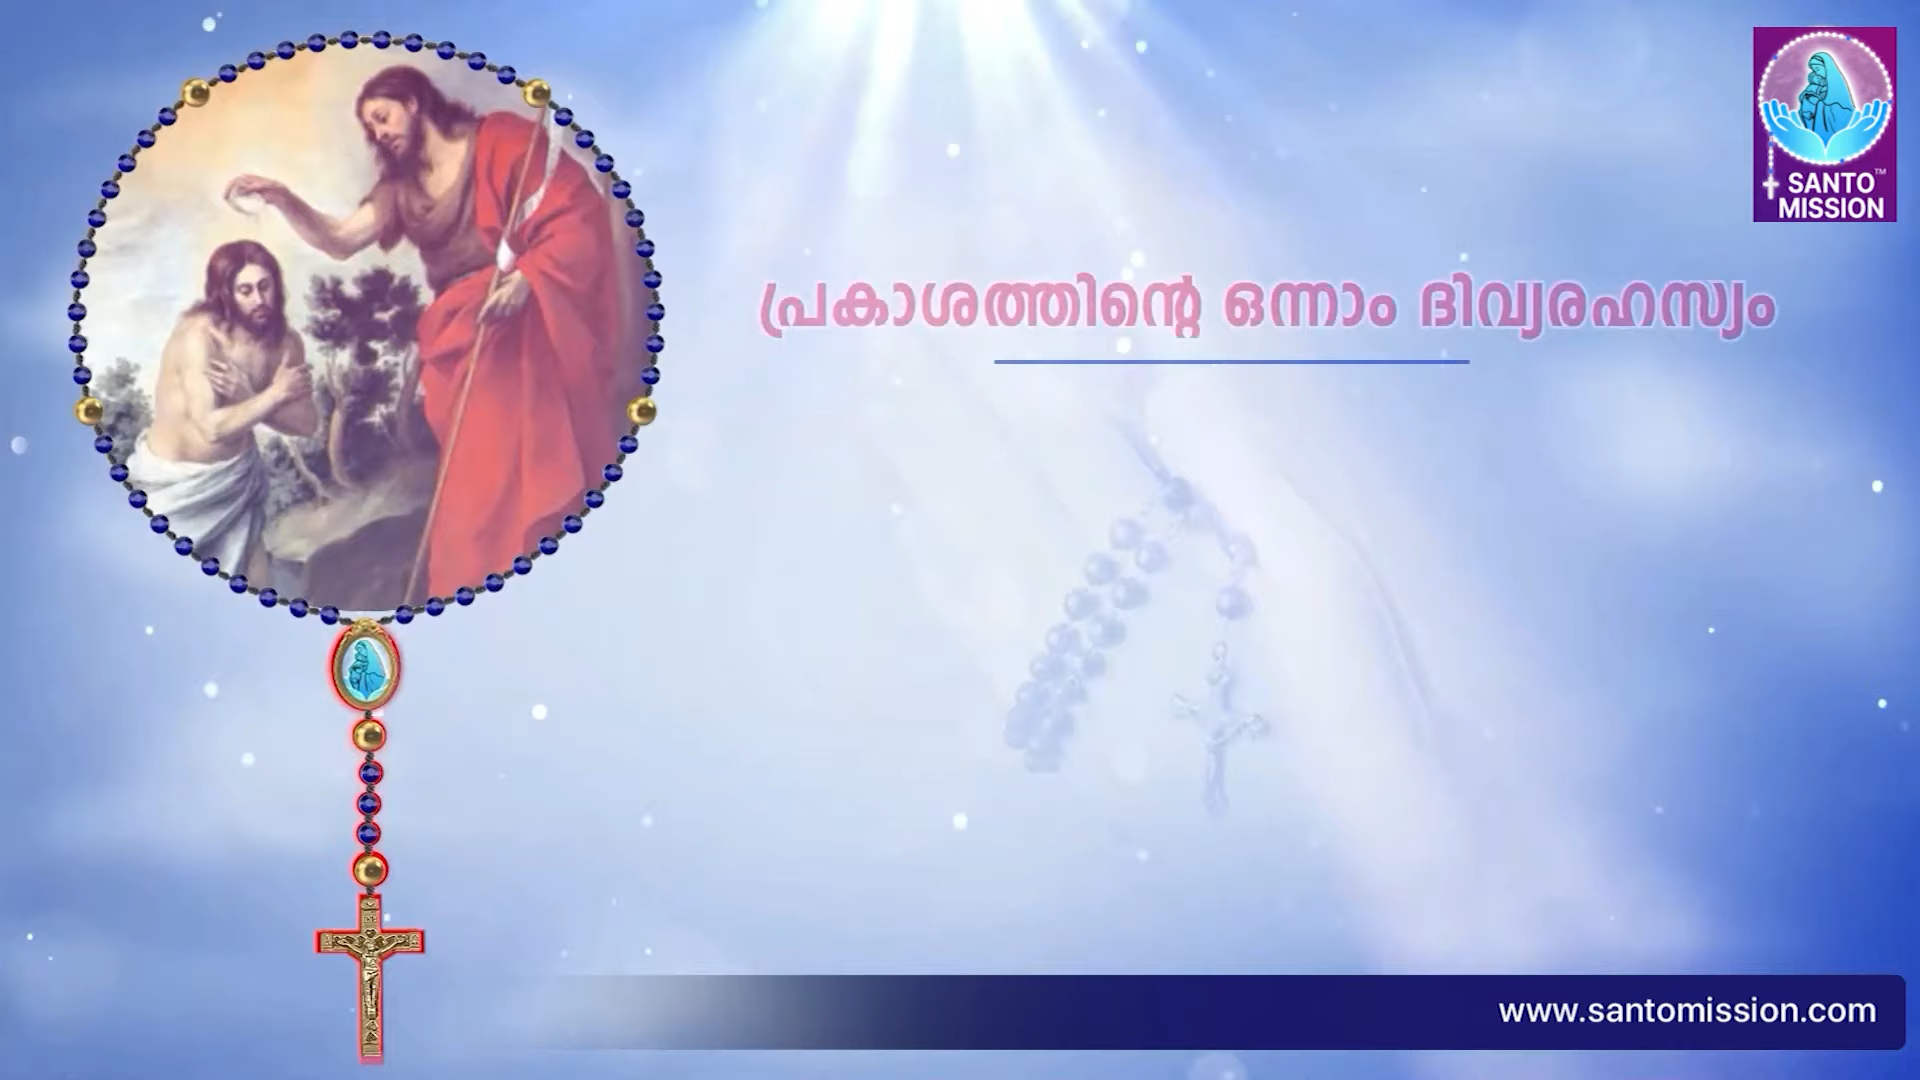 SANTO™
MISSION
പ്രകാശത്തിന്റെ ഒന്നാം ദിവ്യരഹസ്യം
www.santomission.com